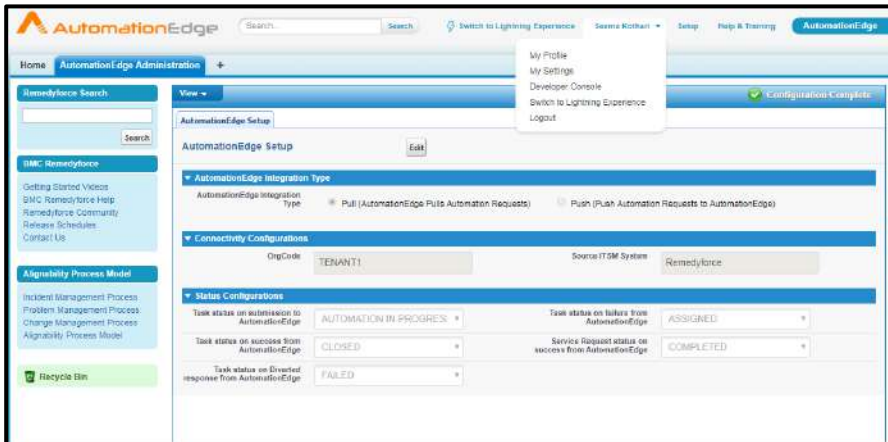 AutomationEdge
Search.
Search
Switch to Lightning Experience
Seema Kothari
Setup
Help & Training
AutomationEdge
My Profile
My Settings
Developer Console
Switch to Lightning Experience
Logout
Home
AutomationEdge Administration
+
Remedyforce Search
Search
BMC Remedyforce
Getting Started Videos
BMC Remedyforce Help
Remedyforce Community
Release Schedules
Contact Us
Alignability Process Model
Incident Management Process
Problem Management Process
Change Management Process
Alignability Process Model
Recycle Bin
View
Configuration Complete
AutomationEdge Setup
AutomationEdge Setup
Edit
AutomationEdge Integration Type
AutomationEdge Integration
Type
Pull (AutomationEdge Pulls Automation Requests)
Push (Push Automation Requests to AutomationEdge)
Connectivity Configurations
OrgCode
TENANT1
Source ITSM System
Remedyforce
Status Configurations
Task status on submission to
AutomationEdge
AUTOMATION IN PROGRES
Task status on failure from
AutomationEdge
ASSIGNED
Task status on success from
AutomationEdge
CLOSED
Service Request status on
success from AutomationEdge
COMPLETED
Task status on Diverted
response from AutomationEdge
FAILED